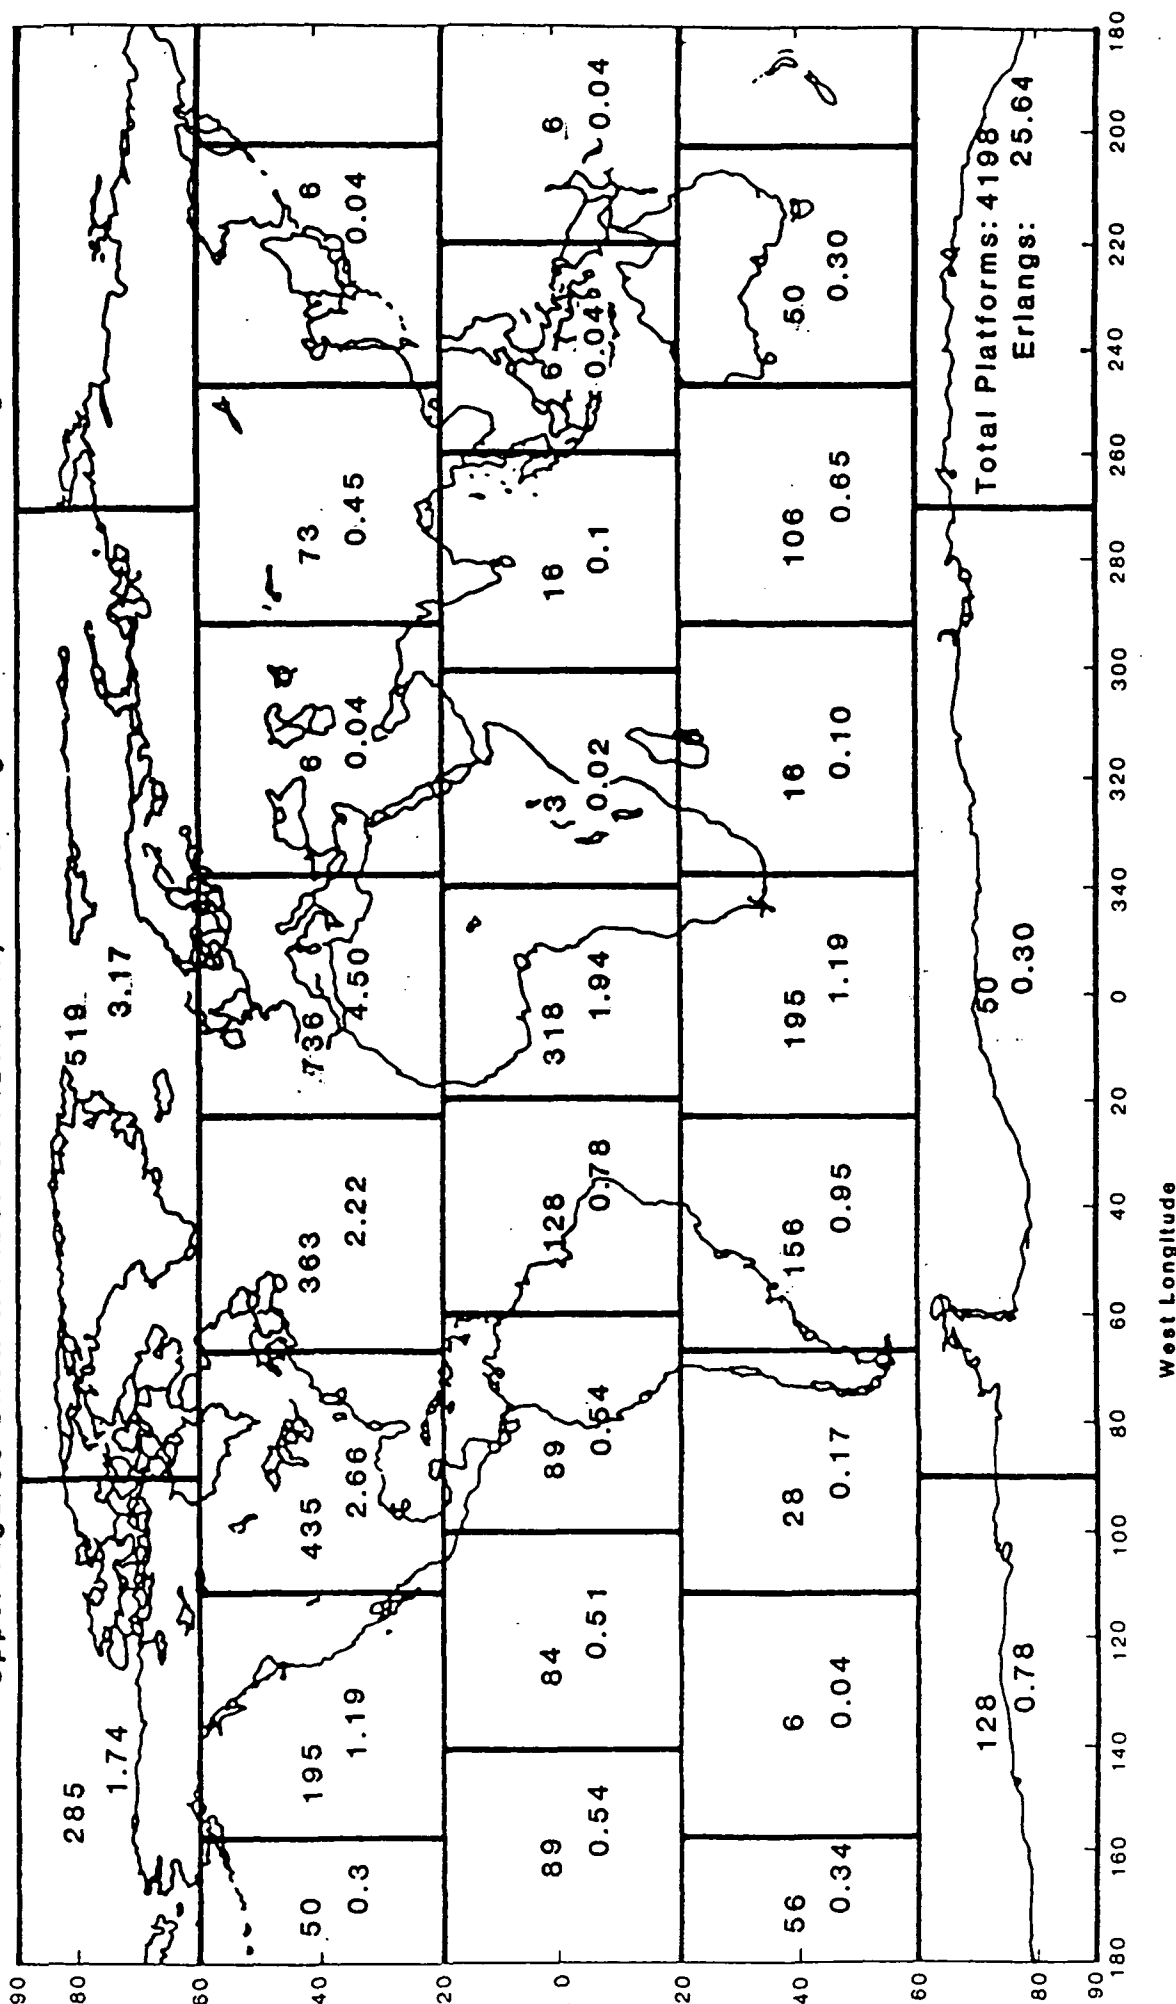 90
80 285 519
1.74 3.17
60
50 195 435 363 736 6 73 6
40
0.3 1.19 2.66 2.22 4.50 0.04 0.45 0.04
20
89 84 89 128 318 3 16 6 6
0
0.54 0.51 0.54 0.78 1.94 0.02 0.1 0.04 0.04
20
56 6 28 156 195 16 106 50
40
0.34 0.04 0.17 0.95 1.19 0.10 0.65 0.30
60
128 50 Total Platforms: 4198
0.78 0.30 Erlangs: 25.64
80
90
180 160 140 120 100 80 60 40 20 0 340 320 300 280 260 240 220 200 180
West Longitude